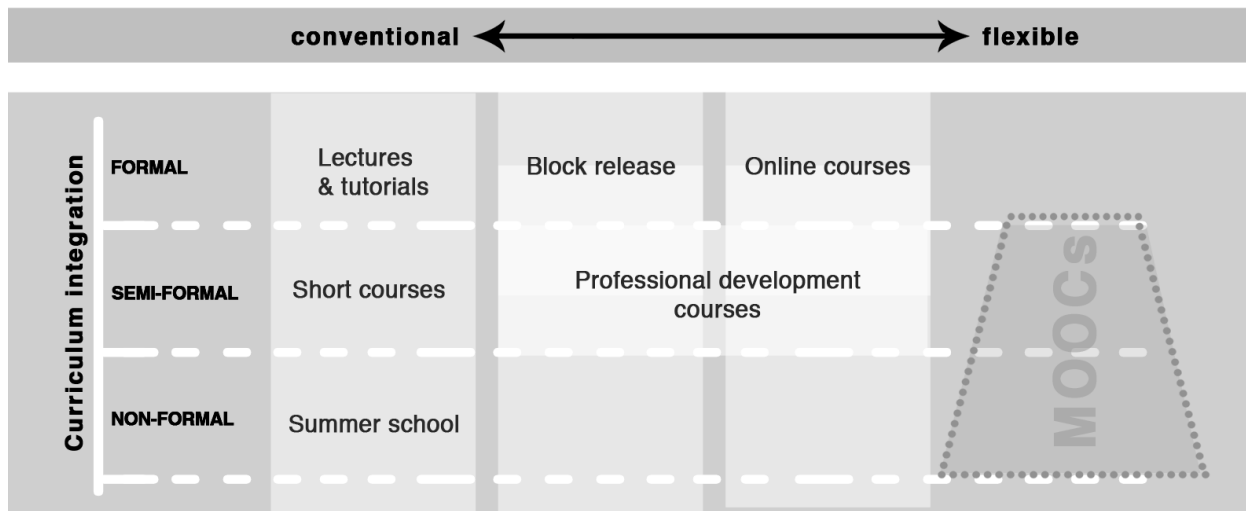 conventional flexible
Curriculum integration
FORMAL
Lectures
& tutorials
Block release
Online courses
SEMI-FORMAL
Short courses
Professional development
courses
NON-FORMAL
Summer school
MOOCs